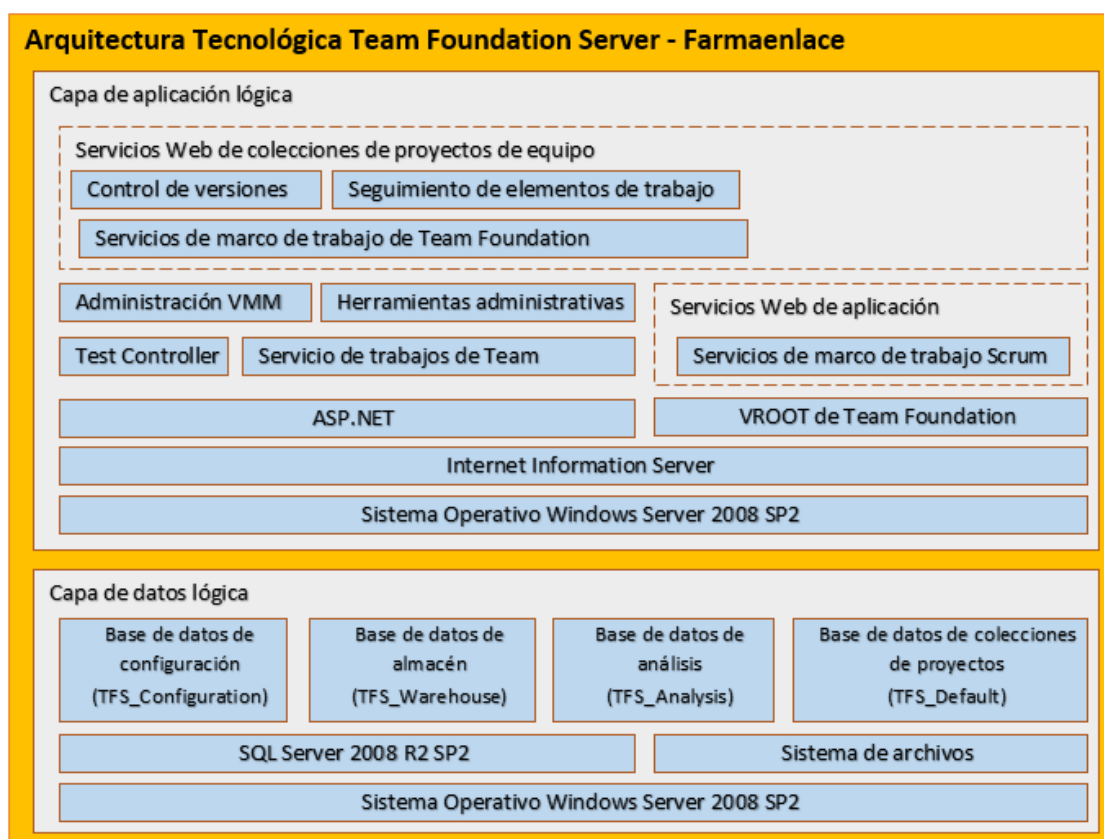 Arquitectura Tecnológica Team Foundation Server - Farmaenlace
Capa de aplicación lógica
Servicios Web de colecciones de proyectos de equipo
Control de versiones
Seguimiento de elementos de trabajo
Servicios de marco de trabajo de Team Foundation
Administración VMM
Herramientas administrativas
Servicios Web de aplicación
Test Controller
Servicio de trabajos de Team
Servicios de marco de trabajo Scrum
ASP.NET
VROOT de Team Foundation
Internet Information Server
Sistema Operativo Windows Server 2008 SP2
Capa de datos lógica
Base de datos de
configuración
(TFS_Configuration)
Base de datos de
almacén
(TFS_Warehouse)
Base de datos de
análisis
(TFS_Analysis)
Base de datos de colecciones
de proyectos
(TFS_Default)
SQL Server 2008 R2 SP2
Sistema de archivos
Sistema Operativo Windows Server 2008 SP2